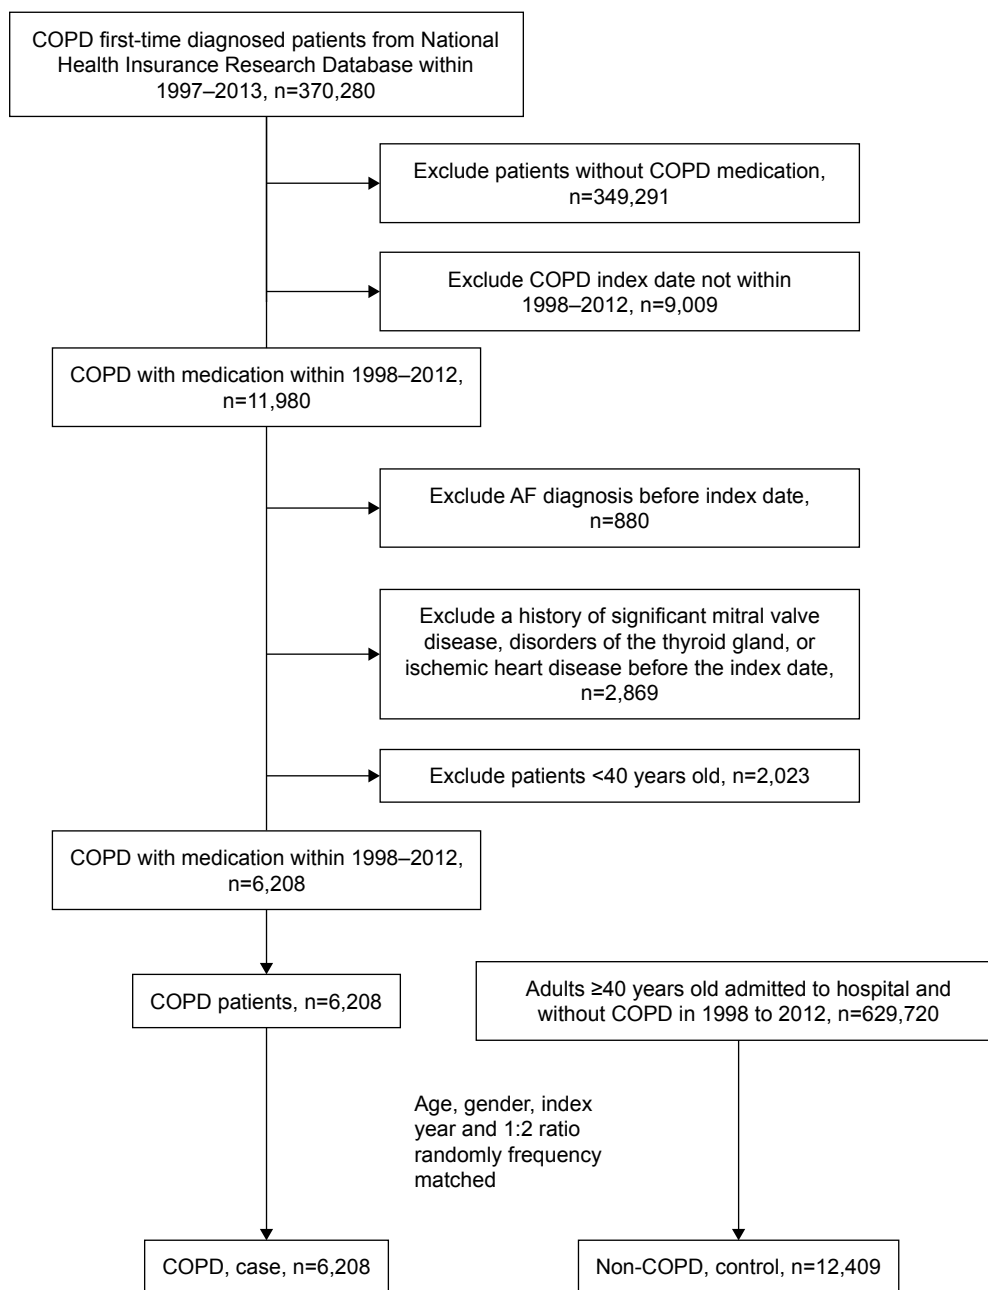 COPD first-time diagnosed patients from National
Health Insurance Research Database within
1997–2013, n=370,280
Exclude patients without COPD medication,
n=349,291
Exclude COPD index date not within
1998–2012, n=9,009
COPD with medication within 1998–2012,
n=11,980
Exclude AF diagnosis before index date,
n=880
Exclude a history of significant mitral valve
disease, disorders of the thyroid gland, or
ischemic heart disease before the index date,
n=2,869
Exclude patients <40 years old, n=2,023
COPD with medication within 1998–2012,
n=6,208
COPD patients, n=6,208
Adults ≥40 years old admitted to hospital and
without COPD in 1998 to 2012, n=629,720
Age, gender, index
year and 1:2 ratio
randomly frequency
matched
COPD, case, n=6,208
Non-COPD, control, n=12,409